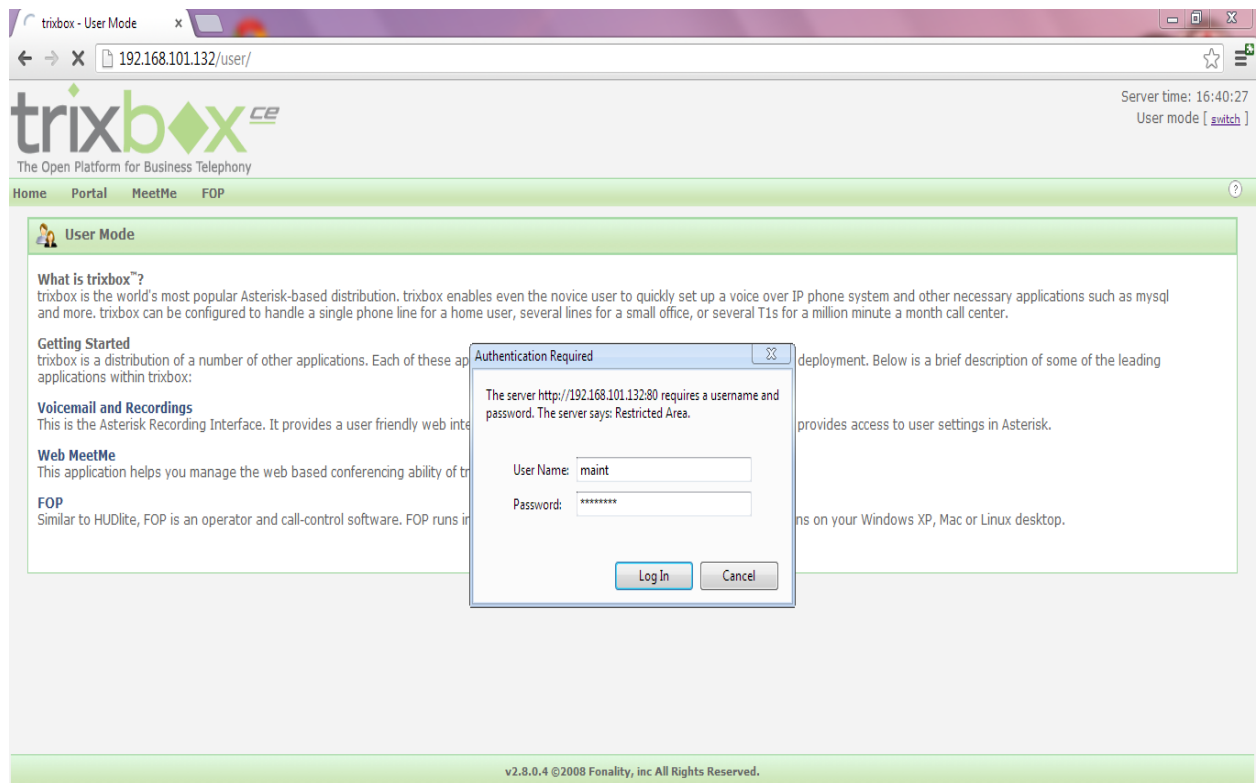 trixbox - User Mode
192.168.101.132/user/
trixbox CE
The Open Platform for Business Telephony
Server time: 16:40:27
User mode [ switch ]
Home Portal MeetMe FOP
?
User Mode
What is trixbox™?
trixbox is the world's most popular Asterisk-based distribution. trixbox enables even the novice user to quickly set up a voice over IP phone system and other necessary applications such as mysql
and more. trixbox can be configured to handle a single phone line for a home user, several lines for a small office, or several T1s for a million minute a month call center.
Getting Started
trixbox is a distribution of a number of other applications. Each of these ap
deployment. Below is a brief description of some of the leading
applications within trixbox:
Voicemail and Recordings
This is the Asterisk Recording Interface. It provides a user friendly web inte
provides access to user settings in Asterisk.
Web MeetMe
This application helps you manage the web based conferencing ability of tr
FOP
Similar to HUDlite, FOP is an operator and call-control software. FOP runs in
ns on your Windows XP, Mac or Linux desktop.
Authentication Required
The server http://192.168.101.132:80 requires a username and
password. The server says: Restricted Area.
User Name: maint
Password: ********
Log In Cancel
v2.8.0.4 ©2008 Fonality, inc All Rights Reserved.